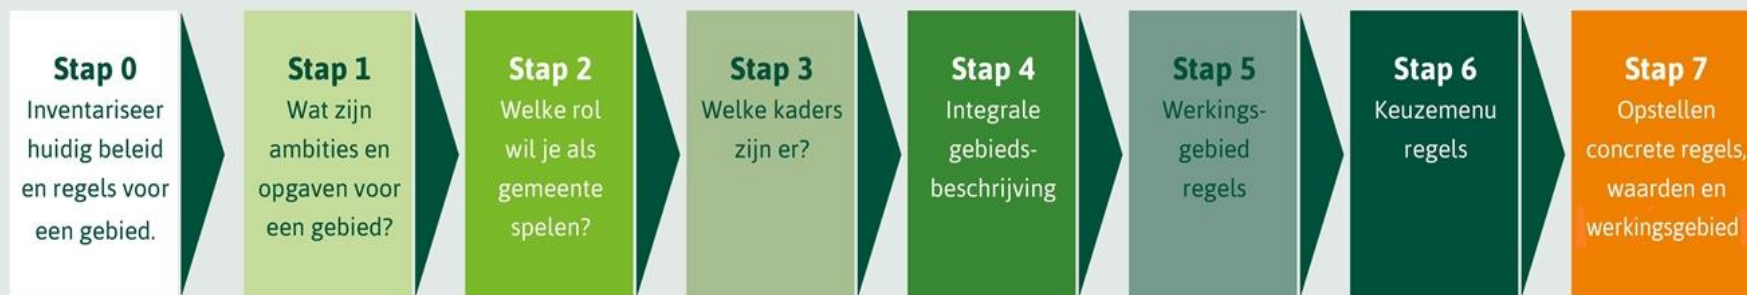 Stap 0
Inventariseer
huidig beleid
en regels voor
een gebied.
Stap 1
Wat zijn
ambities en
opgaven voor
een gebied?
Stap 2
Welke rol
wil je als
gemeente
spelen?
Stap 3
Welke kaders
zijn er?
Stap 4
Integrale
gebieds-
beschrijving
Stap 5
Werkings-
gebied
regels
Stap 6
Keuzemenu
regels
Stap 7
Opstellen
concrete regels,
waarden en
werkingsgebied